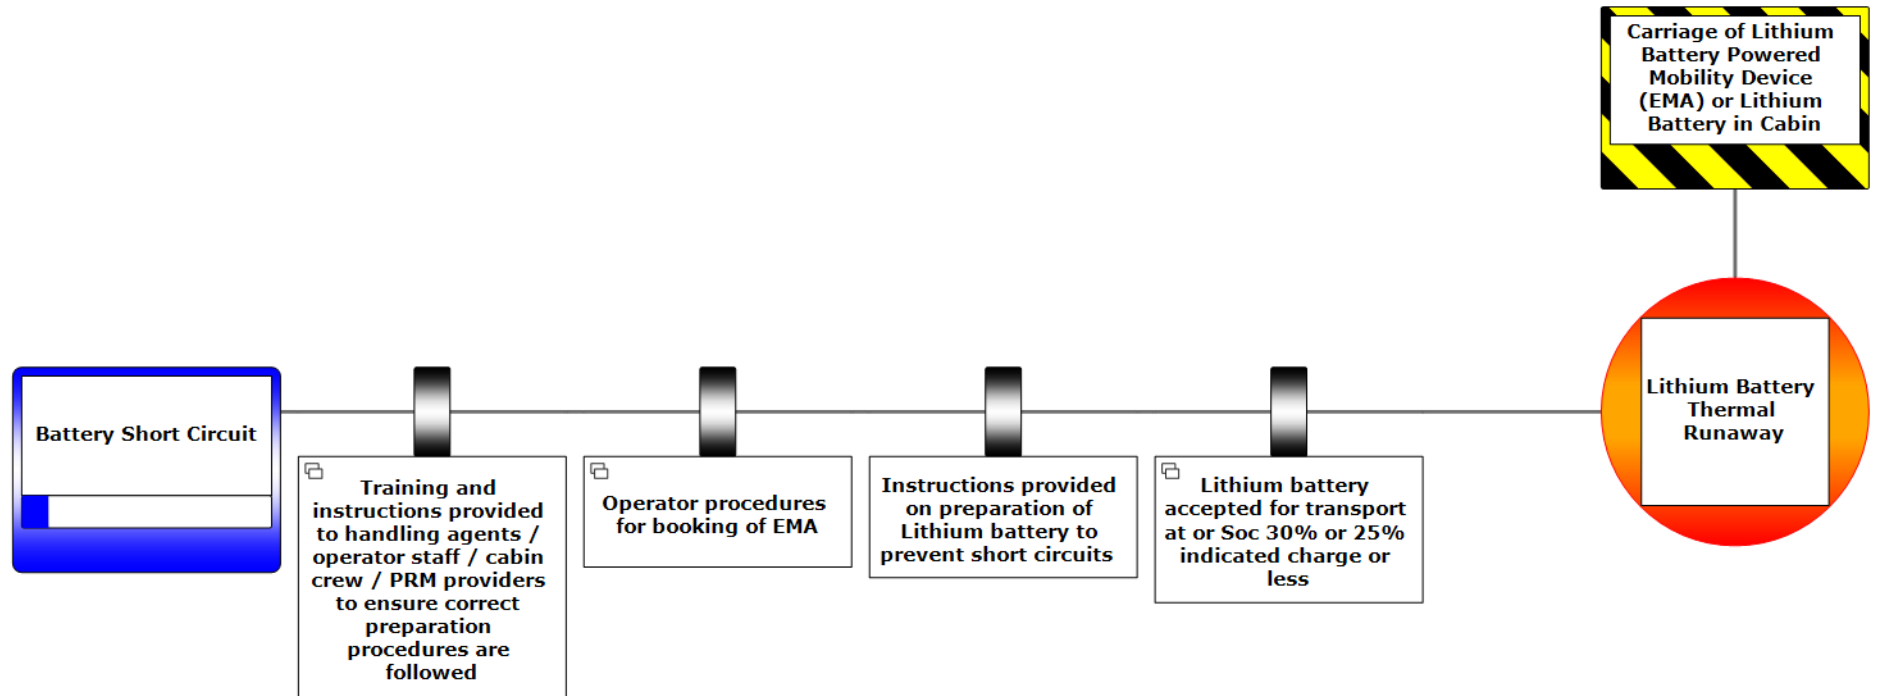 Carriage of Lithium
Battery Powered
Mobility Device
(EMA) or Lithium
Battery in Cabin
Battery Short Circuit
Training and
instructions provided
to handling agents /
operator staff / cabin
crew / PRM providers
to ensure correct
preparation
procedures are
followed
Operator procedures
for booking of EMA
Instructions provided
on preparation of
Lithium battery to
prevent short circuits
Lithium battery
accepted for transport
at or Soc 30% or 25%
indicated charge or
less
Lithium Battery
Thermal
Runaway